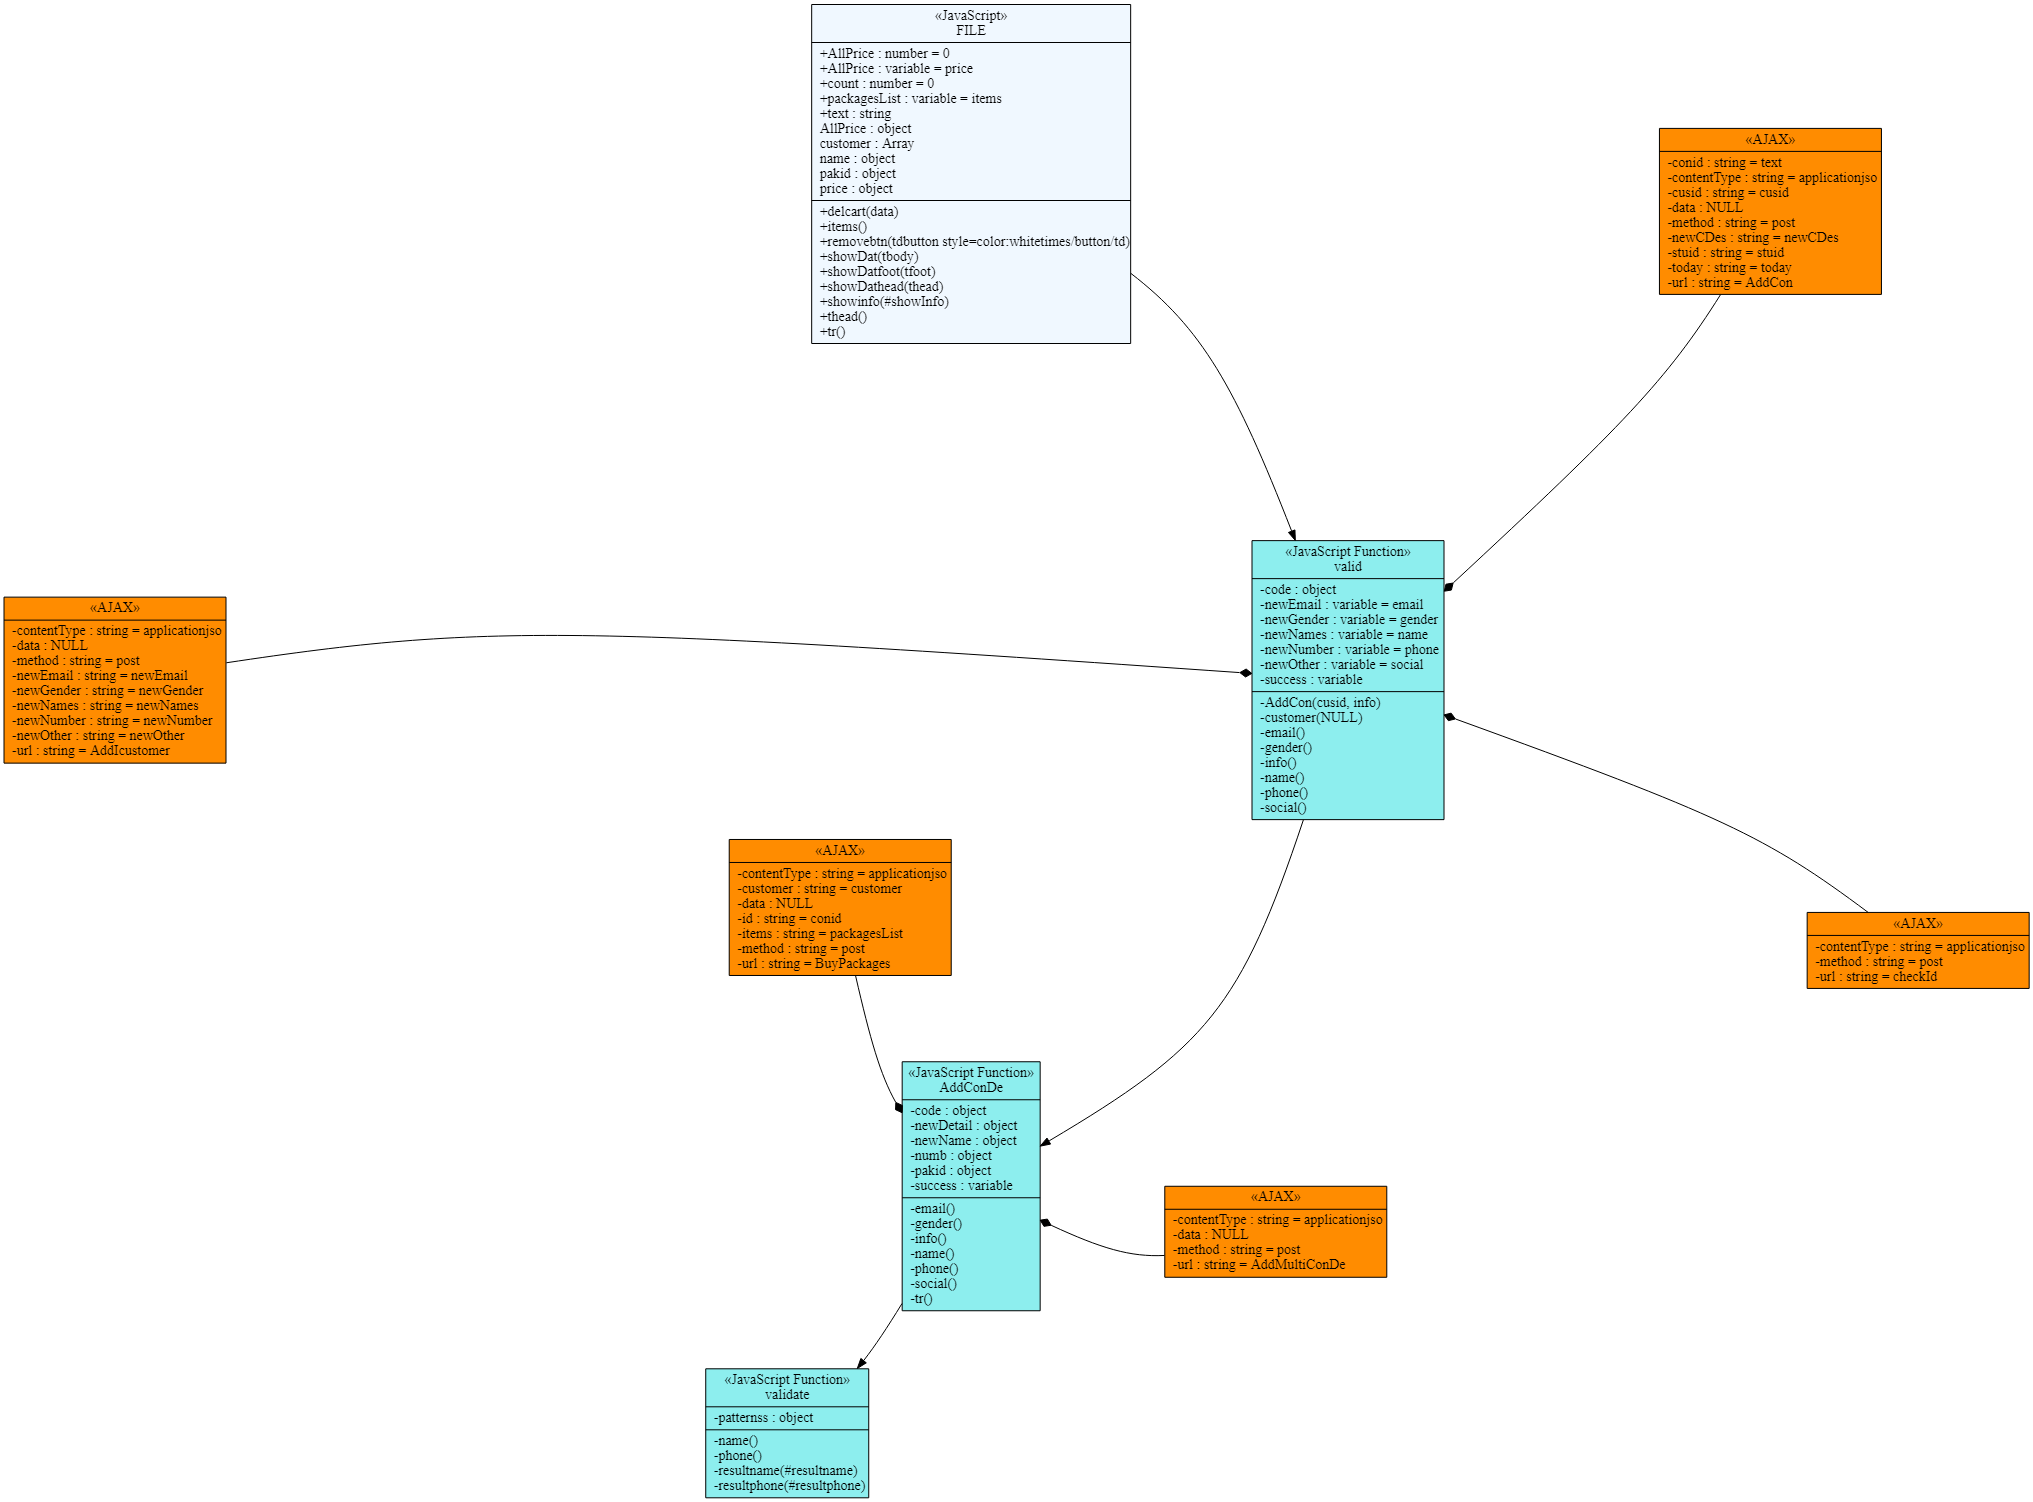 «JavaScript»
FILE
+AllPrice : number = 0
+AllPrice : variable = price
+count : number = 0
+packagesList : variable = items
+text : string
AllPrice : object
customer : Array
name : object
pakid : object
price : object
+delcart(data)
+items()
+removebtn(tdbutton style=color:whitetimes/button/td)
+showDat(tbody)
+showDatfoot(tfoot)
+showDathead(thead)
+showinfo(#showInfo)
+thead()
+tr()
«AJAX»
-conid : string = text
-contentType : string = applicationjso
-cusid : string = cusid
-data : NULL
-method : string = post
-newCDes : string = newCDes
-stuid : string = stuid
-today : string = today
-url : string = AddCon
«JavaScript Function»
valid
-code : object
-newEmail : variable = email
-newGender : variable = gender
-newNames : variable = name
-newNumber : variable = phone
-newOther : variable = social
-success : variable
-AddCon(cusid, info)
-customer(NULL)
-email()
-gender()
-info()
-name()
-phone()
-social()
«AJAX»
-contentType : string = applicationjso
-data : NULL
-method : string = post
-newEmail : string = newEmail
-newGender : string = newGender
-newNames : string = newNames
-newNumber : string = newNumber
-newOther : string = newOther
-url : string = AddIcustomer
«AJAX»
-contentType : string = applicationjso
-customer : string = customer
-data : NULL
-id : string = conid
-items : string = packagesList
-method : string = post
-url : string = BuyPackages
«AJAX»
-contentType : string = applicationjso
-method : string = post
-url : string = checkId
«JavaScript Function»
AddConDe
-code : object
-newDetail : object
-newName : object
-numb : object
-pakid : object
-success : variable
-email()
-gender()
-info()
-name()
-phone()
-social()
-tr()
«AJAX»
-contentType : string = applicationjso
-data : NULL
-method : string = post
-url : string = AddMultiConDe
«JavaScript Function»
validate
-patternss : object
-name()
-phone()
-resultname(#resultname)
-resultphone(#resultphone)